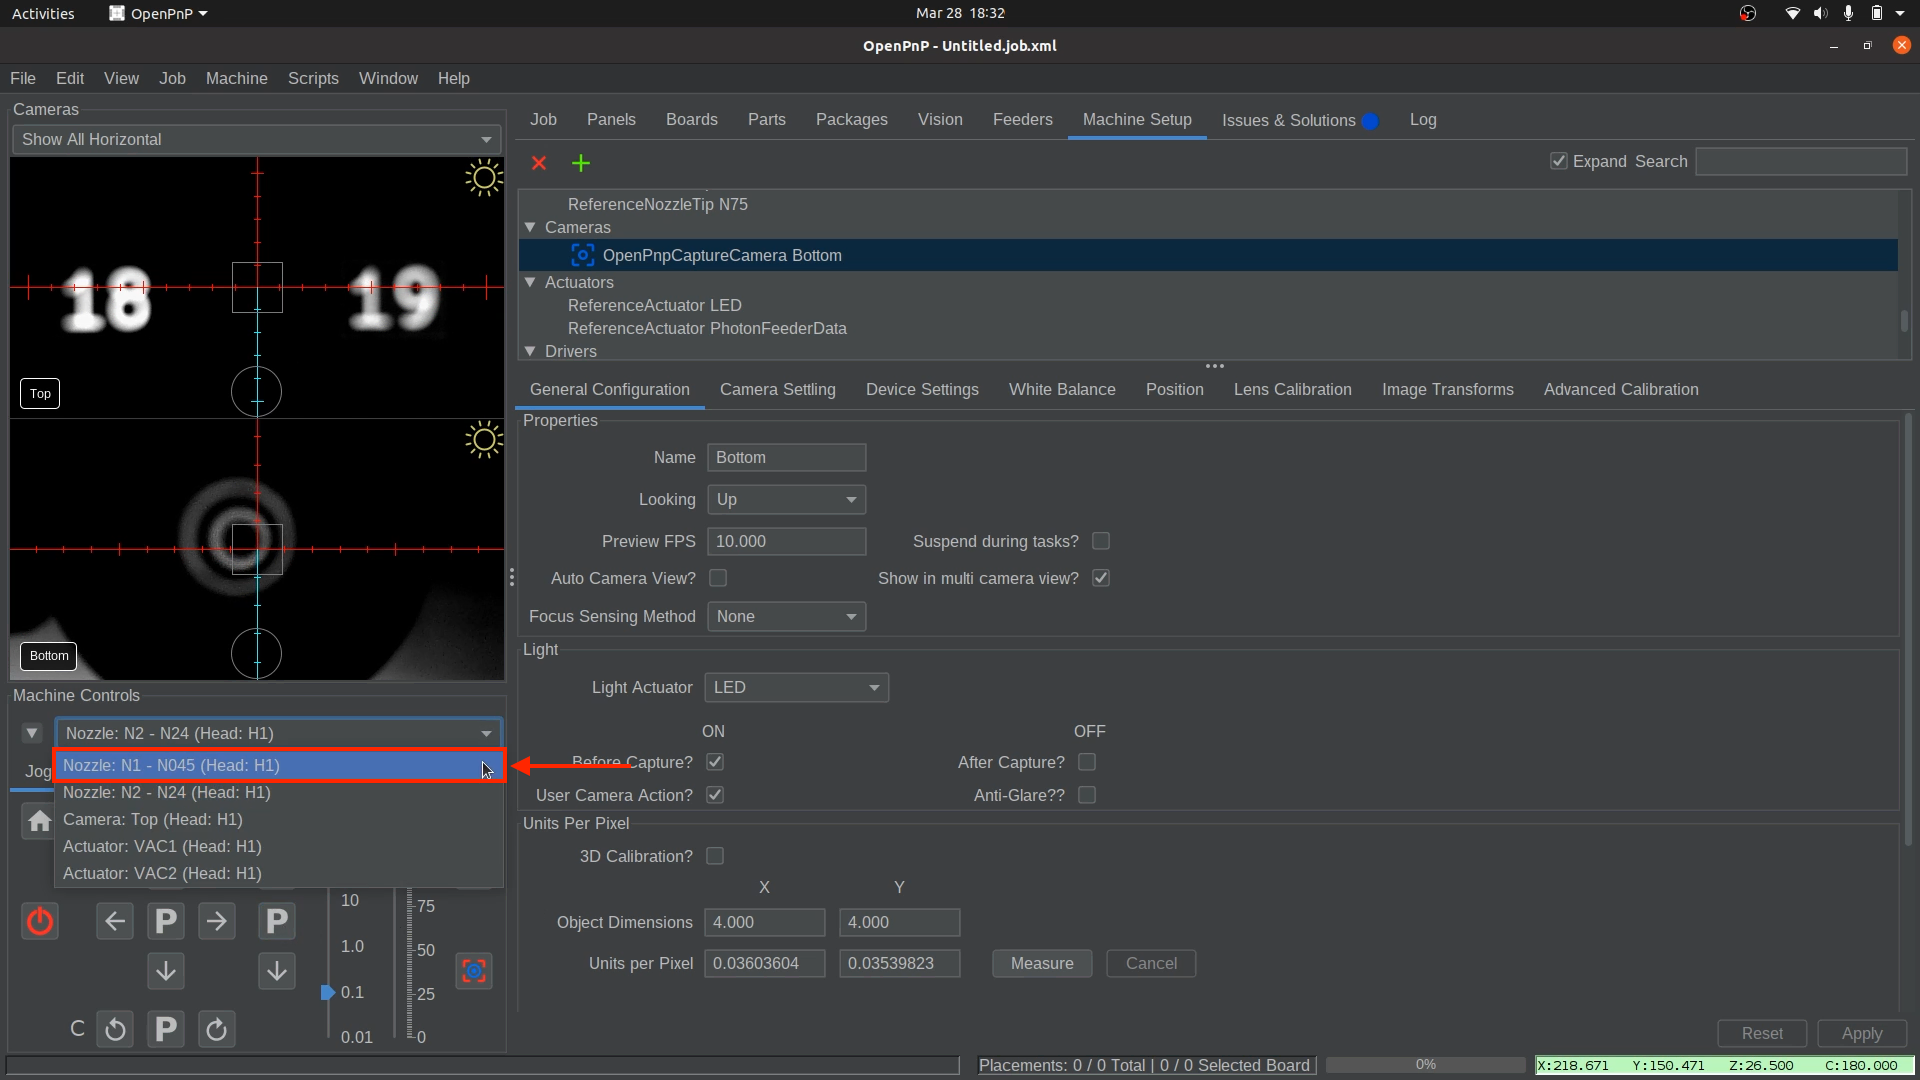 Activities
OpenPnP
Mar 28 18:32
OpenPnP - Untitled.job.xml
File Edit View Job Machine Scripts Window Help
Cameras
Show All Horizontal
18 19
Top
Bottom
Machine Controls
Nozzle: N2 - N24 (Head: H1)
Nozzle: N1 - N045 (Head: H1)
Jog
Nozzle: N2 - N24 (Head: H1)
Camera: Top (Head: H1)
Actuator: VAC1 (Head: H1)
Actuator: VAC2 (Head: H1)
10
75
P P
1.0
50
0.1
25
C P
0.01
0
Job Panels Boards Parts Packages Vision Feeders Machine Setup Issues & Solutions Log
Expand Search
ReferenceNozzleTip N75
Cameras
OpenPnpCaptureCamera Bottom
Actuators
ReferenceActuator LED
ReferenceActuator PhotonFeederData
Drivers
General Configuration Camera Settling Device Settings White Balance Position Lens Calibration Image Transforms Advanced Calibration
Properties
Name Bottom
Looking Up
Preview FPS 10.000 Suspend during tasks?
Auto Camera View? Show in multi camera view?
Focus Sensing Method None
Light
Light Actuator LED
ON OFF
Before Capture? After Capture?
User Camera Action? Anti-Glare??
Units Per Pixel
3D Calibration?
X Y
Object Dimensions 4.000 4.000
Units per Pixel 0.03603604 0.03539823 Measure Cancel
Reset Apply
Placements: 0 / 0 Total | 0 / 0 Selected Board
0%
X:218.671 Y:150.471 Z:26.500 C:180.000